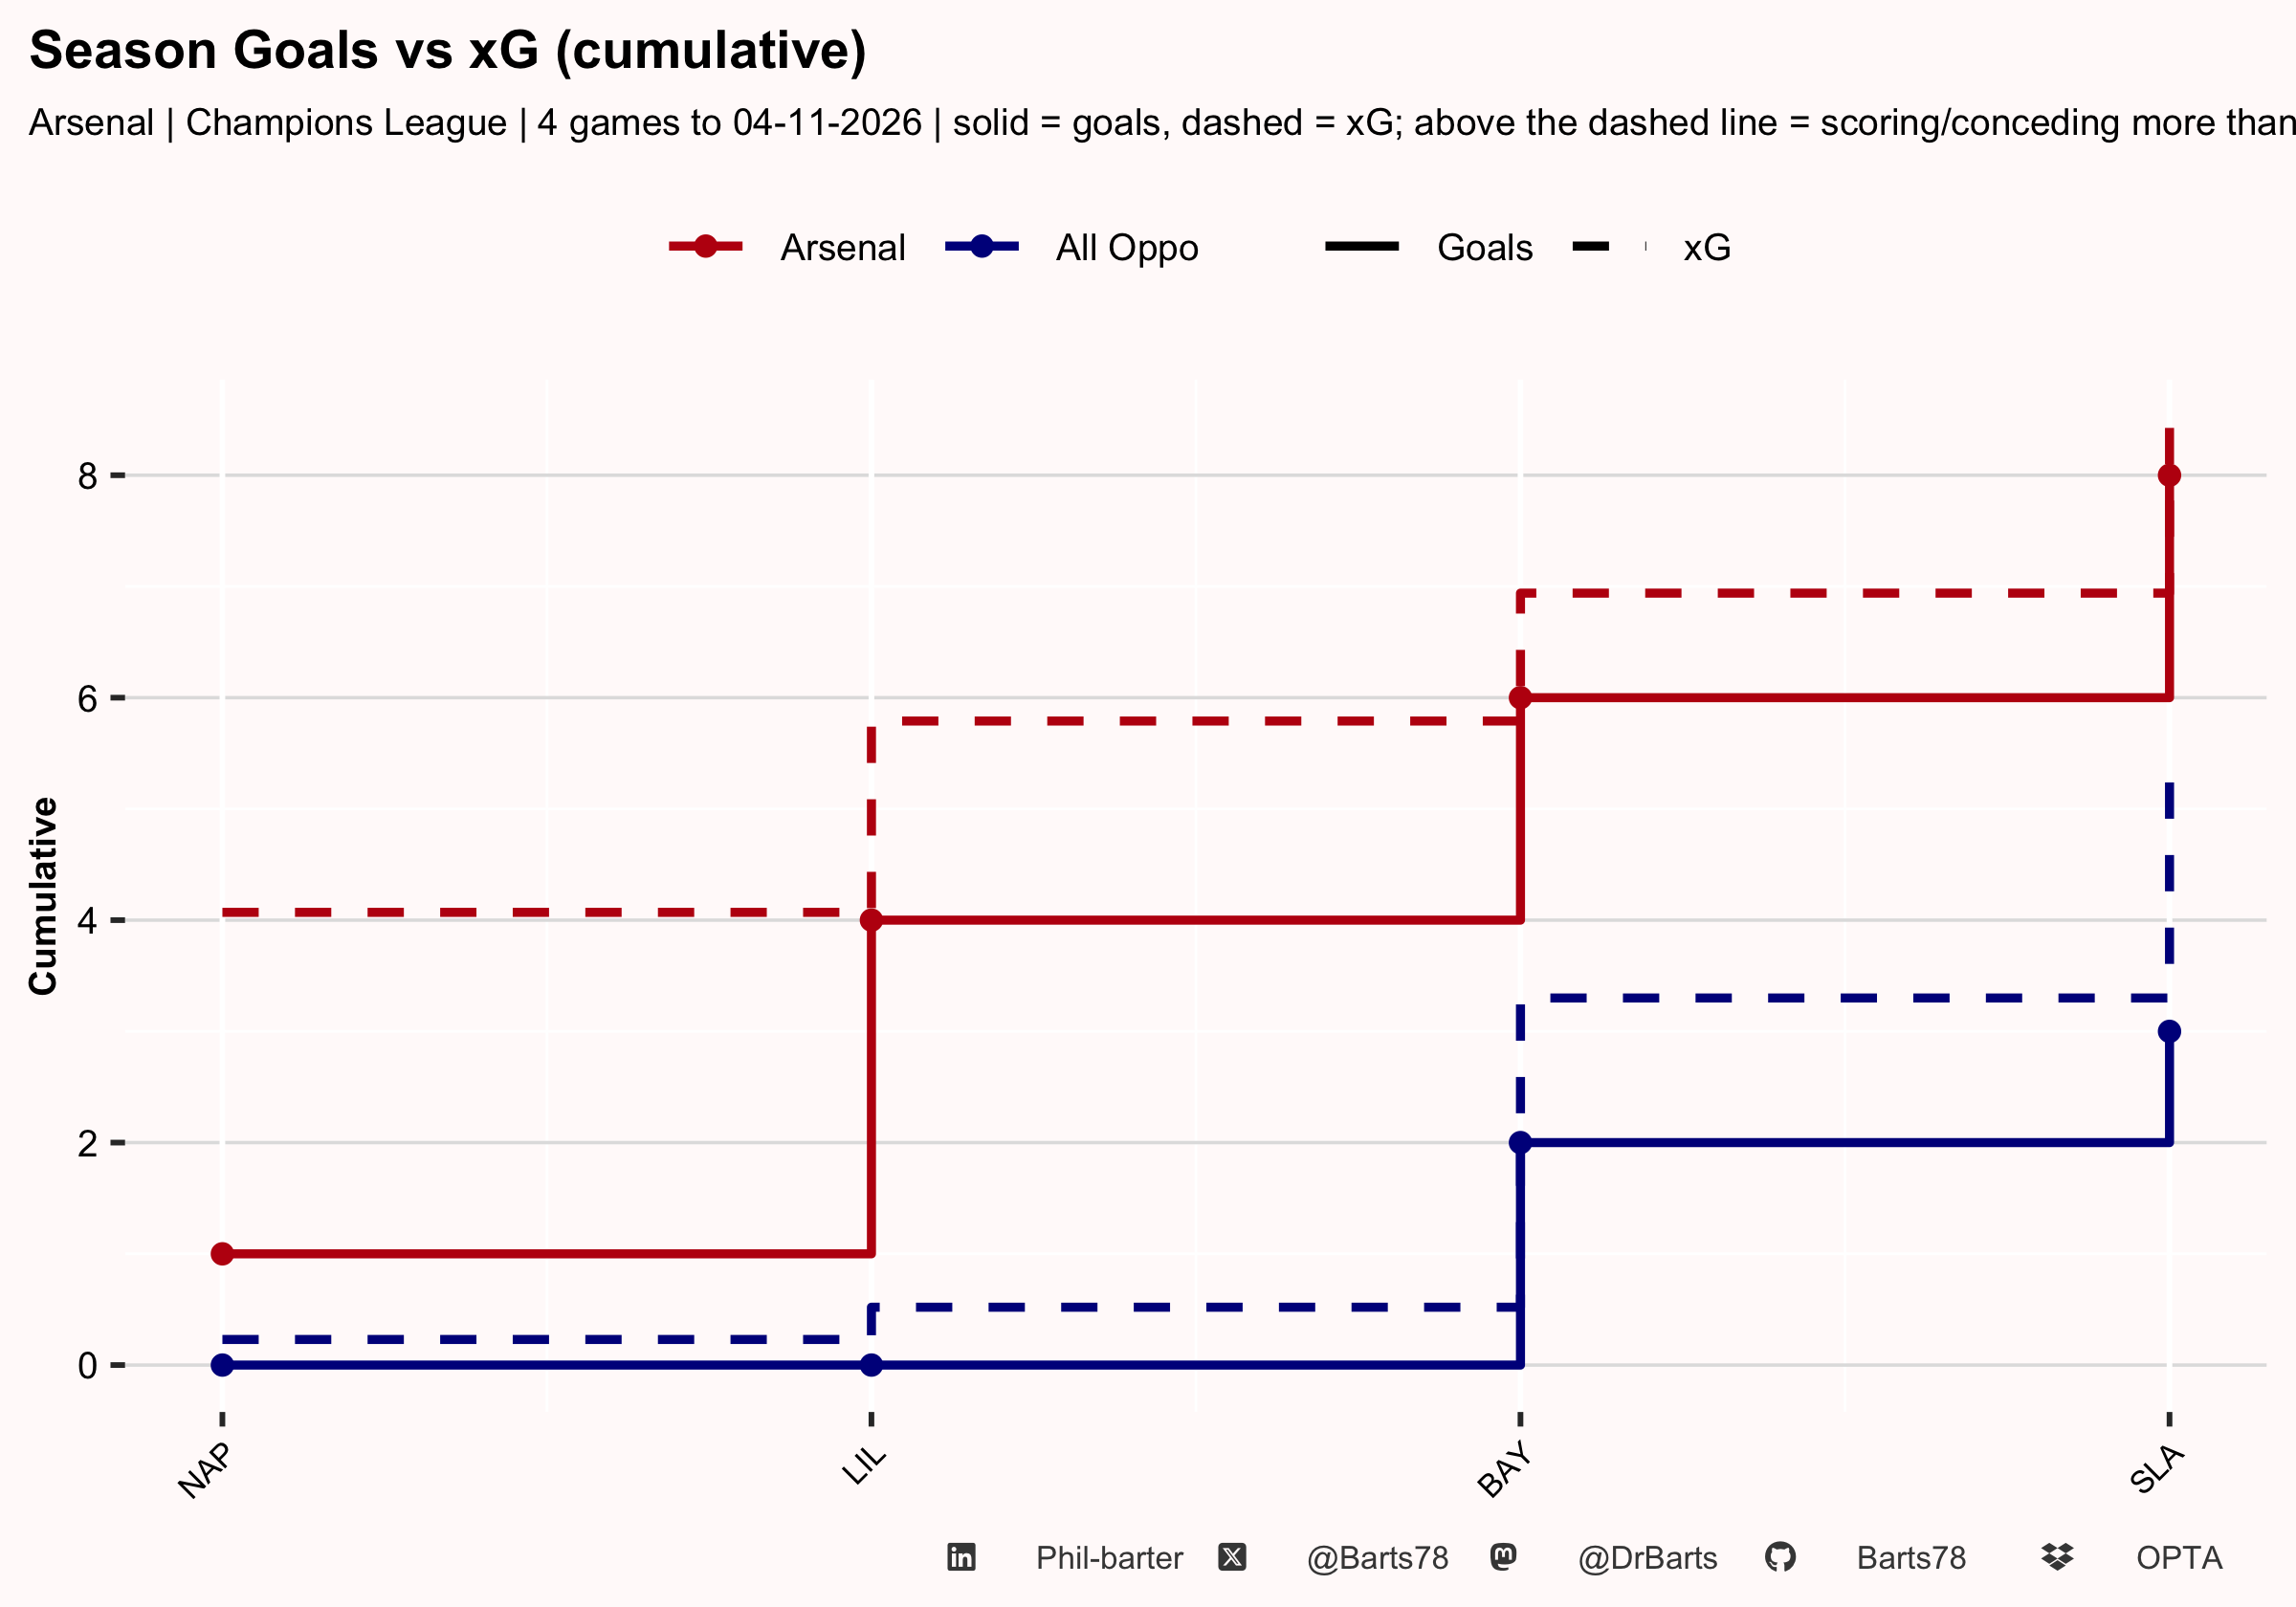 Season Goals vs xG (cumulative)
Arsenal | Champions League | 4 games to 04-11-2026 | solid = goals, dashed = xG; above the dashed line = scoring/conceding more than
Arsenal All Oppo Goals xG
Cumulative
8
6
4
2
0
NAP LIL BAY SLA
Phil-barter @Barts78 @DrBarts Barts78 OPTA